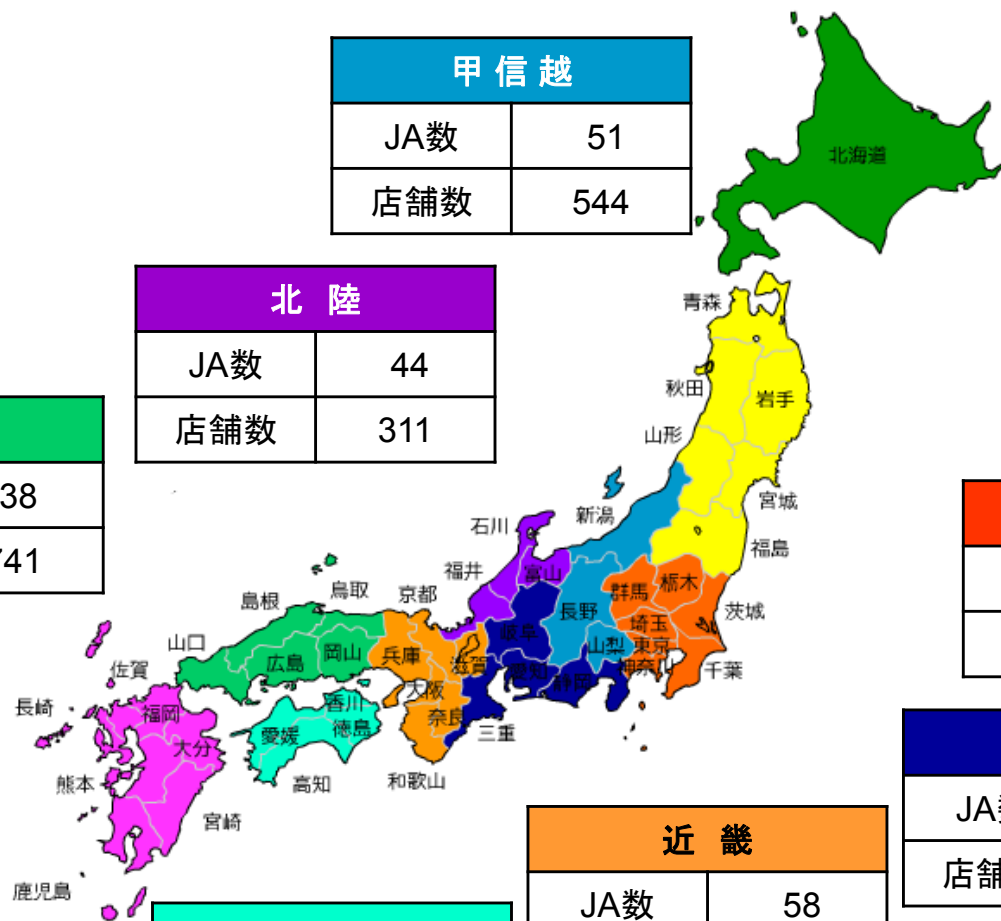 甲信越
JA数 51
店舗数 544
北海道
北 陸
JA数 44
店舗数 311
38
741
青森
秋田
岩手
山形
宮城
新潟
福島
石川
福井
富山
群馬
栃木
茨城
長野
埼玉
山梨
東京
神奈川
千葉
岐阜
愛知
静岡
三重
島根
鳥取
京都
山口
広島
岡山
兵庫
滋賀
大阪
奈良
和歌山
香川
徳島
愛媛
高知
佐賀
長崎
福岡
大分
熊本
宮崎
鹿児島
近 畿
JA数 58
JA
店舗